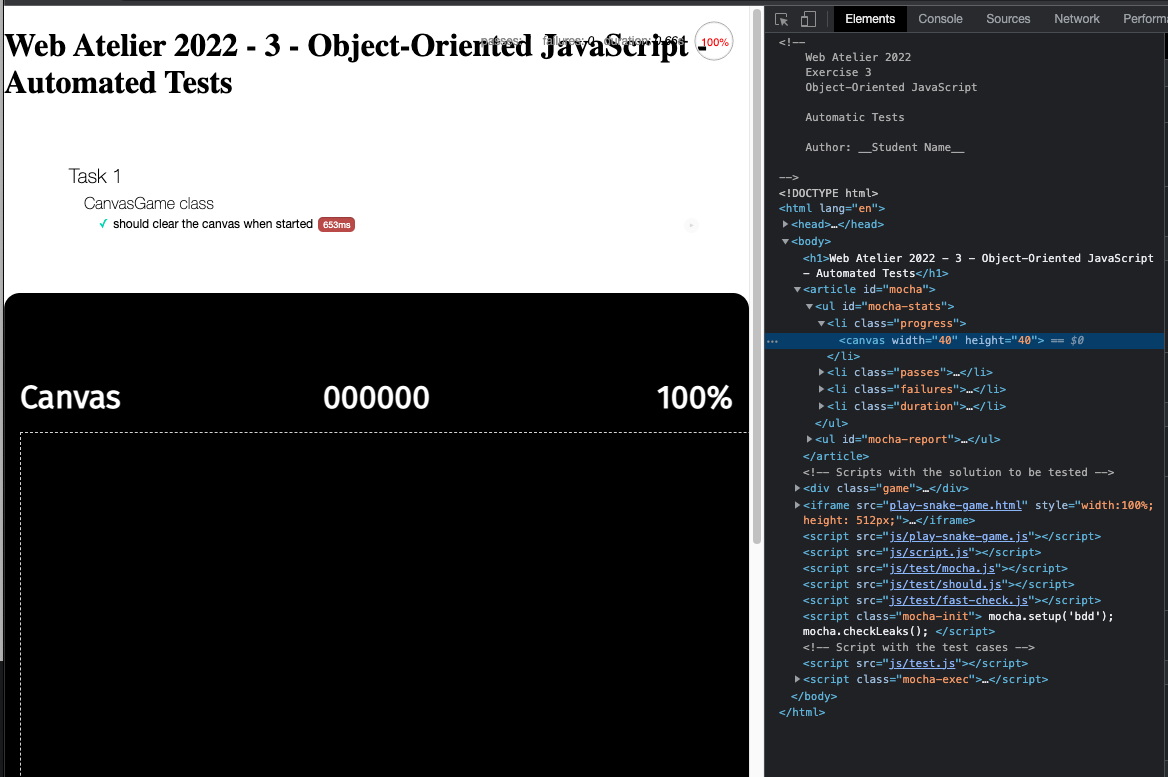 Web Atelier 2022 - 3 - Object-Oriented JavaScript -
Automated Tests
passes: failures: 0 duration: 0.66s 100%
Task 1
CanvasGame class
✓ should clear the canvas when started 653ms
Canvas 000000 100%
Elements Console Sources Network Performa
<!--
Web Atelier 2022
Exercise 3
Object-Oriented JavaScript
Automatic Tests
Author: __Student Name__
-->
<!DOCTYPE html>
<html lang="en">
<head>…</head>
<body>
<h1>Web Atelier 2022 - 3 - Object-Oriented JavaScript
- Automated Tests</h1>
<article id="mocha">
<ul id="mocha-stats">
<li class="progress">
… <canvas width="40" height="40"> == $0
</li>
<li class="passes">…</li>
<li class="failures">…</li>
<li class="duration">…</li>
</ul>
<ul id="mocha-report">…</ul>
</article>
<!-- Scripts with the solution to be tested -->
<div class="game">…</div>
<iframe src="play-snake-game.html" style="width:100%;
height: 512px;">…</iframe>
<script src="js/play-snake-game.js"></script>
<script src="js/script.js"></script>
<script src="js/test/mocha.js"></script>
<script src="js/test/should.js"></script>
<script src="js/test/fast-check.js"></script>
<script class="mocha-init"> mocha.setup('bdd');
mocha.checkLeaks(); </script>
<!-- Script with the test cases -->
<script src="js/test.js"></script>
<script class="mocha-exec">…</script>
</body>
</html>